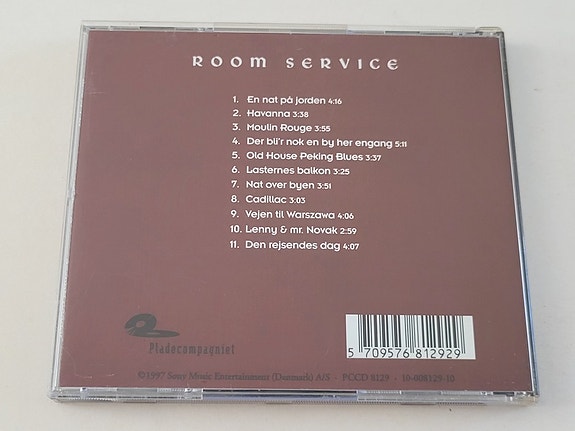 ROOM SERVICE
1. En nat på jorden 4:16
2. Havanna 3:38
3. Moulin Rouge 3:55
4. Der bli'r nok en by her engang 5:11
5. Old House Peking Blues 3:37
6. Lasternes balkon 3:25
7. Nat over byen 3:51
8. Cadillac 3:03
9. Vejen til Warszawa 4:06
10. Lenny & mr. Novak 2:59
11. Den rejsendes dag 4:07
Pladecompagniet
5 709576 812929
©1997 Sony Music Entertainment (Danmark) A/S · PCCD 8129 · 10-008129-10